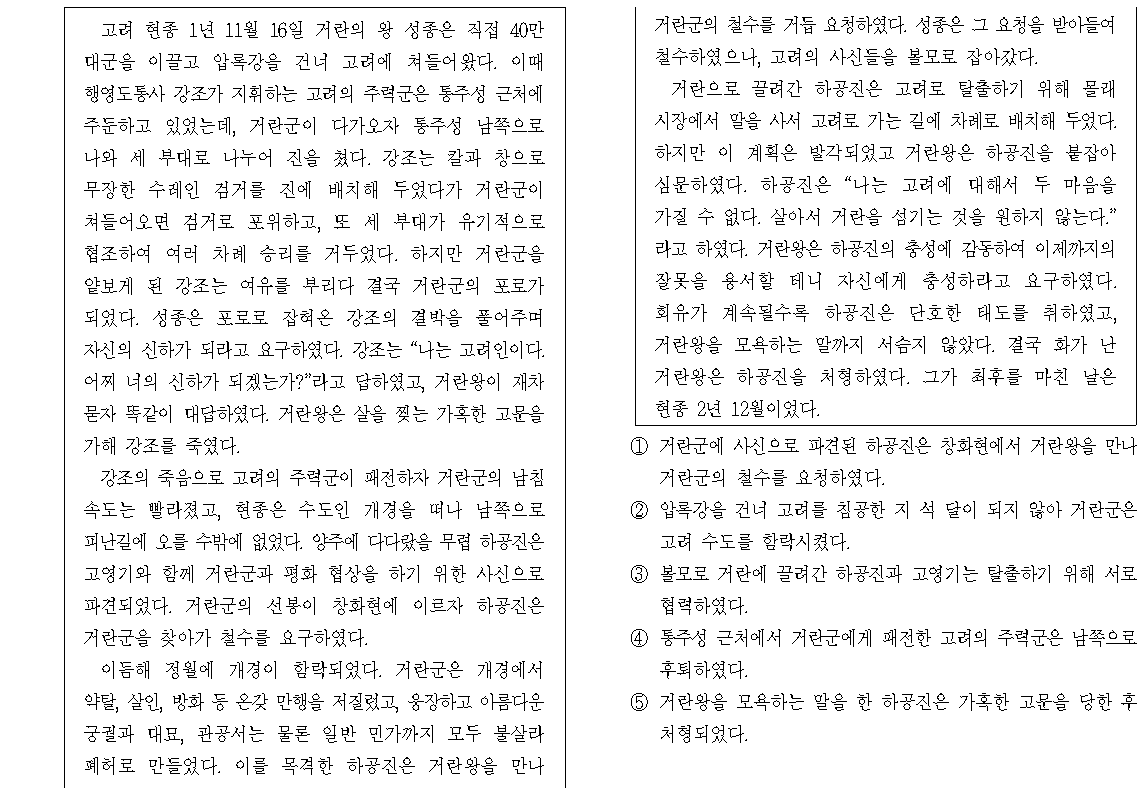 고려 현종 1년 11월 16일 거란의 왕 성종은 직접 40만
대군을 이끌고 압록강을 건너 고려에 쳐들어왔다. 이때
행영도통사 강조가 지휘하는 고려의 주력군은 통주성 근처에
주둔하고 있었는데, 거란군이 다가오자 통주성 남쪽으로
나와 세 부대로 나누어 진을 쳤다. 강조는 칼과 창으로
무장한 수레인 검거를 진에 배치해 두었다가 거란군이
쳐들어오면 검거로 포위하고, 또 세 부대가 유기적으로
협조하여 여러 차례 승리를 거두었다. 하지만 거란군을
얕보게 된 강조는 여유를 부리다 결국 거란군의 포로가
되었다. 성종은 포로로 잡혀온 강조의 결박을 풀어주며
자신의 신하가 되라고 요구하였다. 강조는 “나는 고려인이다.
어찌 너의 신하가 되겠는가?”라고 답하였고, 거란왕이 재차
묻자 똑같이 대답하였다. 거란왕은 살을 찢는 가혹한 고문을
가해 강조를 죽였다.
강조의 죽음으로 고려의 주력군이 패전하자 거란군의 남침
속도는 빨라졌고, 현종은 수도인 개경을 떠나 남쪽으로
피난길에 오를 수밖에 없었다. 양주에 다다랐을 무렵 하공진은
고영기와 함께 거란군과 평화 협상을 하기 위한 사신으로
파견되었다. 거란군의 선봉이 창화현에 이르자 하공진은
거란군을 찾아가 철수를 요구하였다.
이듬해 정월에 개경이 함락되었다. 거란군은 개경에서
약탈, 살인, 방화 등 온갖 만행을 저질렀고, 웅장하고 아름다운
궁궐과 대묘, 관공서는 물론 일반 민가까지 모두 불살라
폐허로 만들었다. 이를 목격한 하공진은 거란왕을 만나
거란군의 철수를 거듭 요청하였다. 성종은 그 요청을 받아들여
철수하였으나, 고려의 사신들을 볼모로 잡아갔다.
거란으로 끌려간 하공진은 고려로 탈출하기 위해 몰래
시장에서 말을 사서 고려로 가는 길에 차례로 배치해 두었다.
하지만 이 계획은 발각되었고 거란왕은 하공진을 붙잡아
심문하였다. 하공진은 “나는 고려에 대해서 두 마음을
가질 수 없다. 살아서 거란을 섬기는 것을 원하지 않는다.”
라고 하였다. 거란왕은 하공진의 충성에 감동하여 이제까지의
잘못을 용서할 테니 자신에게 충성하라고 요구하였다.
회유가 계속될수록 하공진은 단호한 태도를 취하였고,
거란왕을 모욕하는 말까지 서슴지 않았다. 결국 화가 난
거란왕은 하공진을 처형하였다. 그가 최후를 마친 날은
현종 2년 12월이었다.
① 거란군에 사신으로 파견된 하공진은 창화현에서 거란왕을 만나
거란군의 철수를 요청하였다.
② 압록강을 건너 고려를 침공한 지 석 달이 되지 않아 거란군은
고려 수도를 함락시켰다.
③ 볼모로 거란에 끌려간 하공진과 고영기는 탈출하기 위해 서로
협력하였다.
④ 통주성 근처에서 거란군에게 패전한 고려의 주력군은 남쪽으로
후퇴하였다.
⑤ 거란왕을 모욕하는 말을 한 하공진은 가혹한 고문을 당한 후
처형되었다.